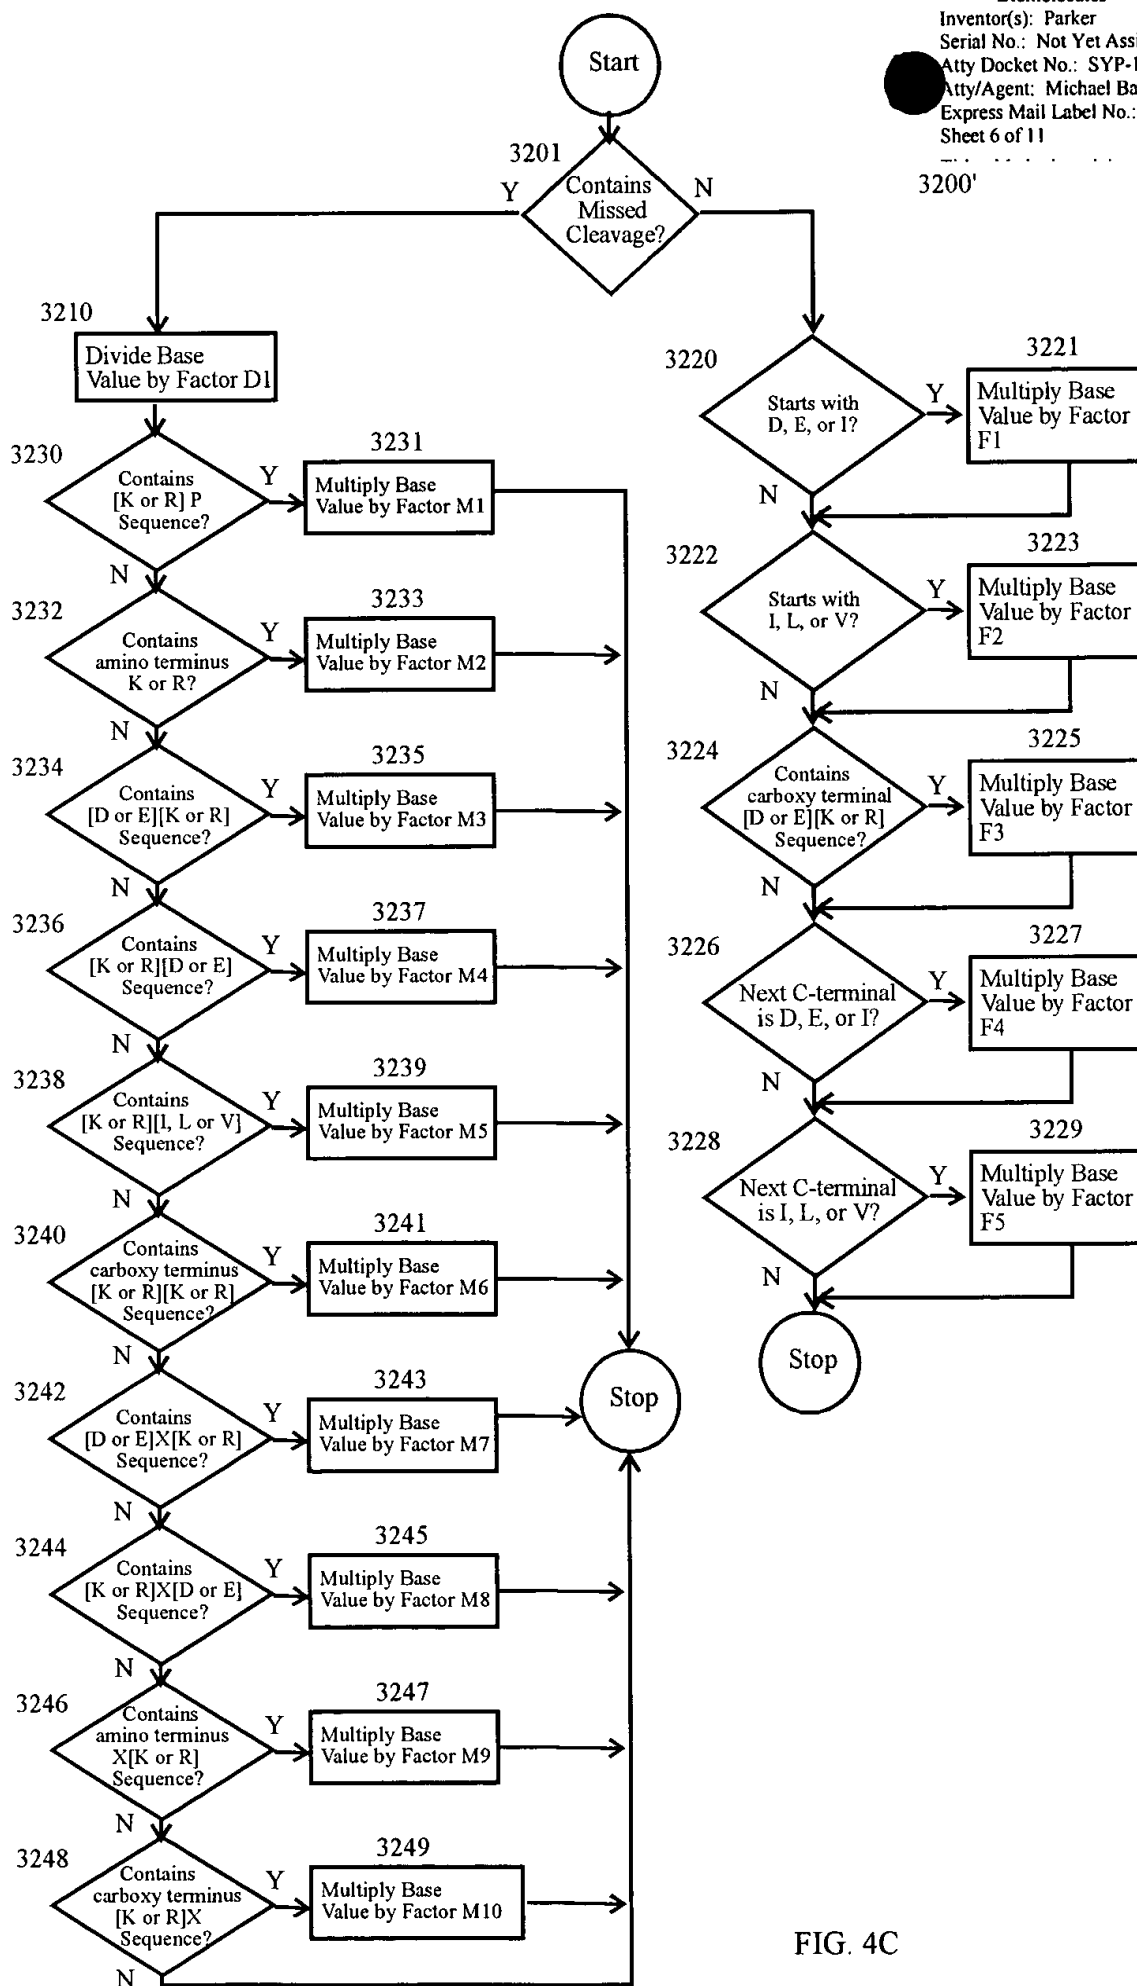 Inventor(s): Parker
Serial No.: Not Yet
Atty Docket No.:
Atty/Agent: Michael
Express Mail Label No.:
Sheet 6 of 11
3200'
Start
3201
Contains
Missed
Cleavage?
Y
N
3210
Divide Base
Value by Factor D1
3230
Contains
[K or R] P
Sequence?
Y
N
3231
Multiply Base
Value by Factor M1
3232
Contains
amino terminus
K or R?
Y
N
3233
Multiply Base
Value by Factor M2
3234
Contains
[D or E][K or R]
Sequence?
Y
N
3235
Multiply Base
Value by Factor M3
3236
Contains
[K or R][D or E]
Sequence?
Y
N
3237
Multiply Base
Value by Factor M4
3238
Contains
[K or R][I, L or V]
Sequence?
Y
N
3239
Multiply Base
Value by Factor M5
3240
Contains
carboxy terminus
[K or R][K or R]
Sequence?
Y
N
3241
Multiply Base
Value by Factor M6
3242
Contains
[D or E]X[K or R]
Sequence?
Y
N
3243
Multiply Base
Value by Factor M7
3244
Contains
[K or R]X[D or E]
Sequence?
Y
N
3245
Multiply Base
Value by Factor M8
3246
Contains
amino terminus
X[K or R]
Sequence?
Y
N
3247
Multiply Base
Value by Factor M9
3248
Contains
carboxy terminus
[K or R]X
Sequence?
Y
N
3249
Multiply Base
Value by Factor M10
Stop
3220
Starts with
D, E, or I?
Y
N
3221
Multiply Base
Value by Factor
F1
3222
Starts with
I, L, or V?
Y
N
3223
Multiply Base
Value by Factor
F2
3224
Contains
carboxy terminal
[D or E][K or R]
Sequence?
Y
N
3225
Multiply Base
Value by Factor
F3
3226
Next C-terminal
is D, E, or I?
Y
N
3227
Multiply Base
Value by Factor
F4
3228
Next C-terminal
is I, L, or V?
Y
N
3229
Multiply Base
Value by Factor
F5
Stop
FIG. 4C